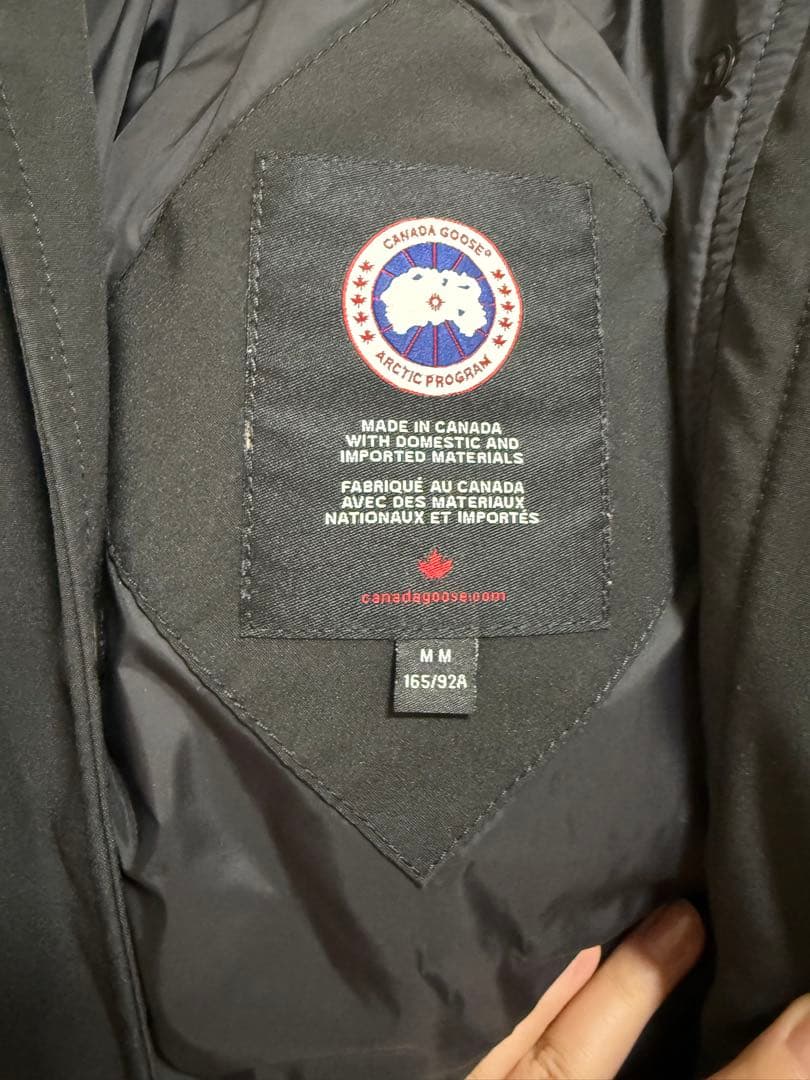 CANADA GOOSE®
ARCTIC PROGRAM
MADE IN CANADA
WITH DOMESTIC AND
IMPORTED MATERIALS
FABRIQUÉ AU CANADA
AVEC DES MATERIAUX
NATIONAUX ET IMPORTÉS
canadagoose.com
M M
165/92A